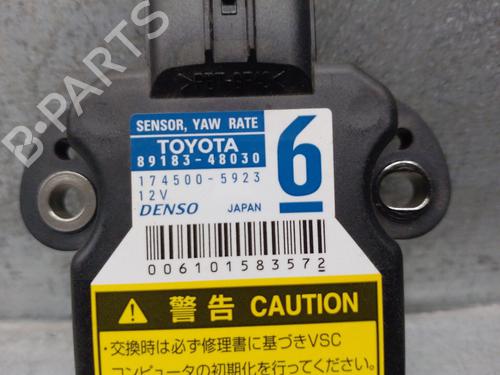 B-PARTS
SENSOR, YAW RATE
TOYOTA
89183-48030
6
174500-5923
12V
DENSO JAPAN
006101583572
警告 CAUTION
・交換時は必ず修理書に基づきVSC
コンピュータの初期化を行ってください。